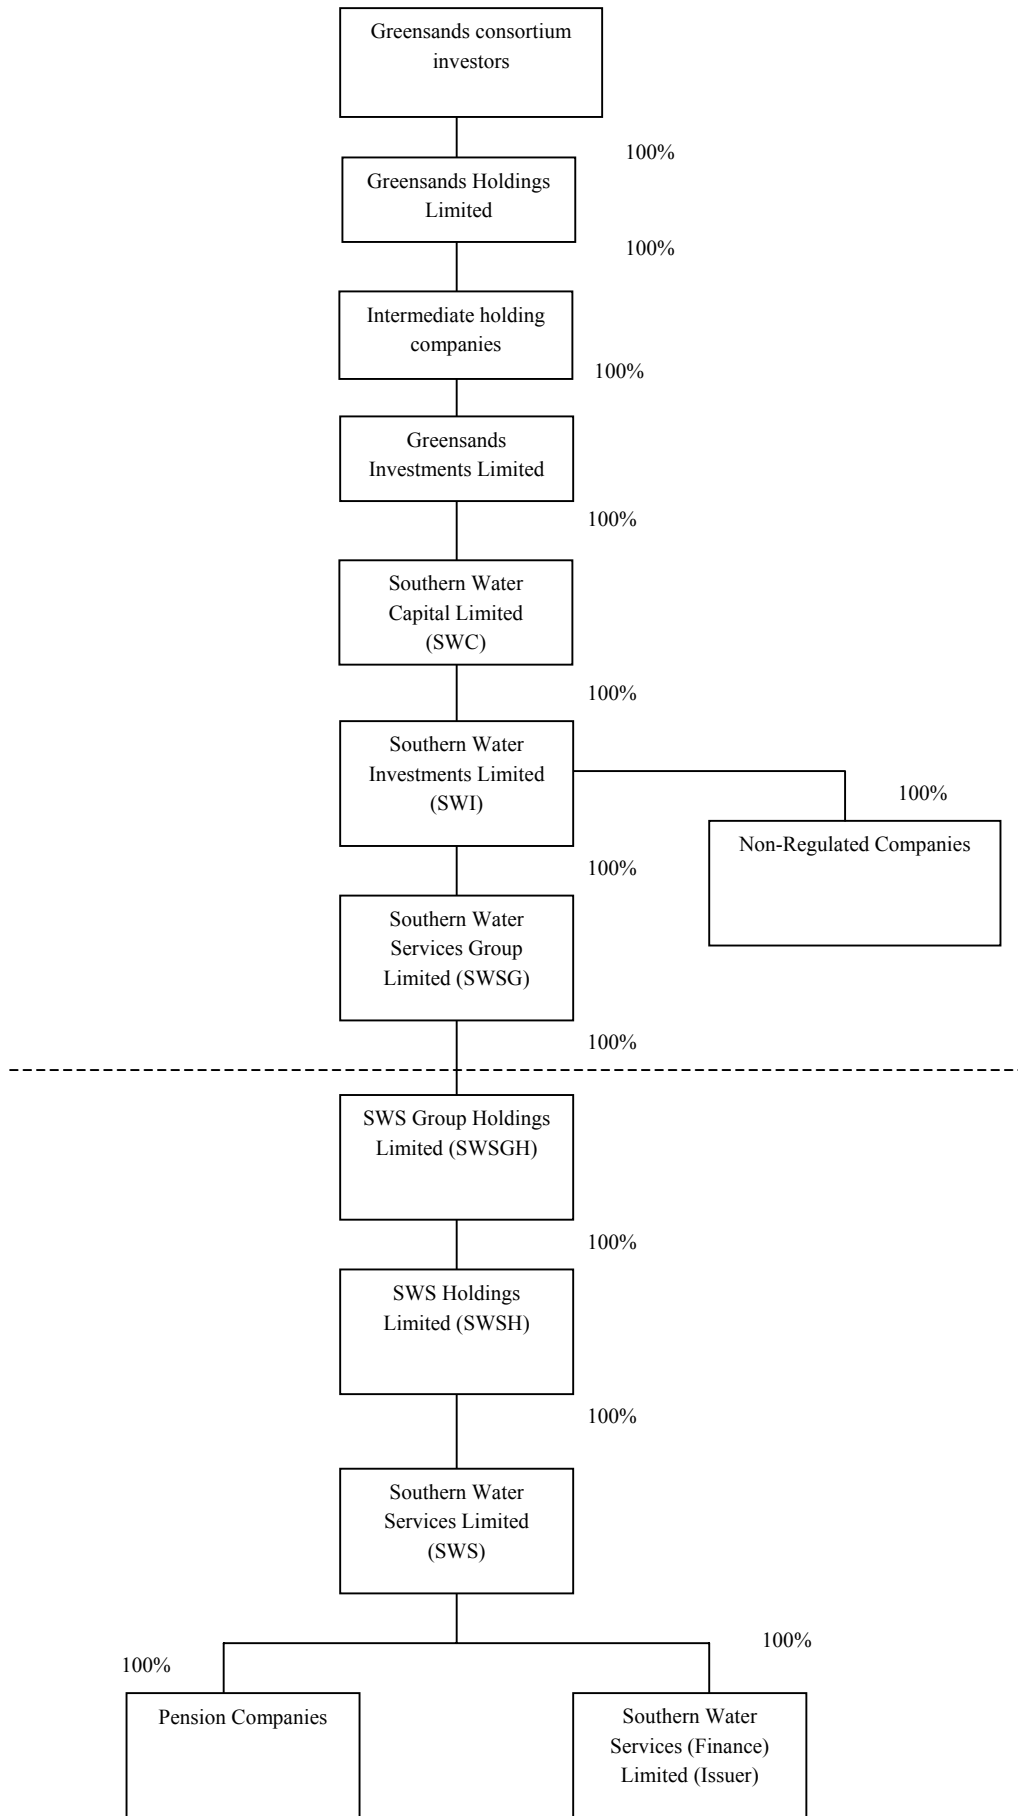 Greensands consortium
investors
100%
Greensands Holdings
Limited
100%
Intermediate holding
companies
100%
Greensands
Investments Limited
100%
Southern Water
Capital Limited
(SWC)
100%
Southern Water
Investments Limited
(SWI)
100%
Non-Regulated Companies
100%
Southern Water
Services Group
Limited (SWSG)
100%
SWS Group Holdings
Limited (SWSGH)
100%
SWS Holdings
Limited (SWSH)
100%
Southern Water
Services Limited
(SWS)
100%
100%
Pension Companies
Southern Water
Services (Finance)
Limited (Issuer)